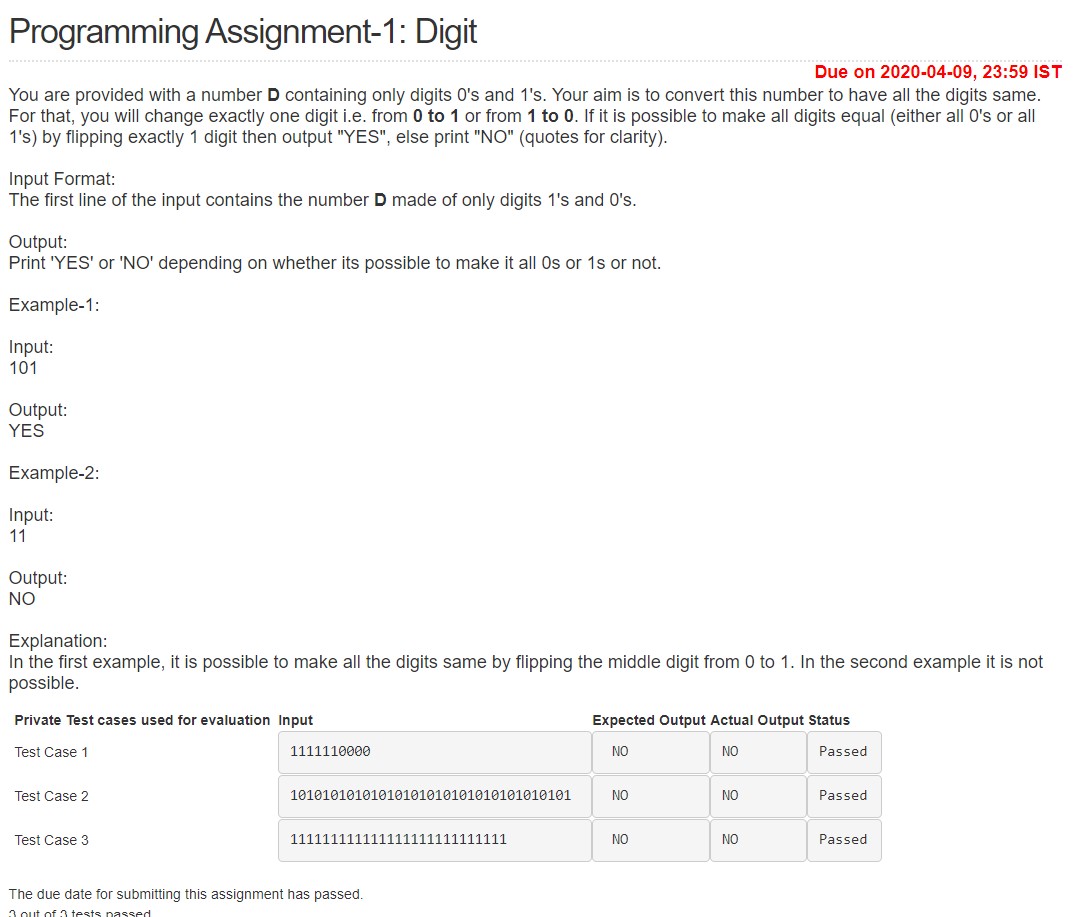 Programming Assignment-1: Digit
Due on 2020-04-09, 23:59 IST
You are provided with a number D containing only digits 0's and 1's. Your aim is to convert this number to have all the digits same.
For that, you will change exactly one digit i.e. from 0 to 1 or from 1 to 0. If it is possible to make all digits equal (either all 0's or all
1's) by flipping exactly 1 digit then output "YES", else print "NO" (quotes for clarity).
Input Format:
The first line of the input contains the number D made of only digits 1's and 0's.
Output:
Print 'YES' or 'NO' depending on whether its possible to make it all 0s or 1s or not.
Example-1:
Input:
101
Output:
YES
Example-2:
Input:
11
Output:
NO
Explanation:
In the first example, it is possible to make all the digits same by flipping the middle digit from 0 to 1. In the second example it is not
possible.
Private Test cases used for evaluation Input Expected Output Actual Output Status
Test Case 1 1111110000 NO NO Passed
Test Case 2 10101010101010101010101010101010101 NO NO Passed
Test Case 3 111111111111111111111111111 NO NO Passed
The due date for submitting this assignment has passed.
3 out of 3 tests passed